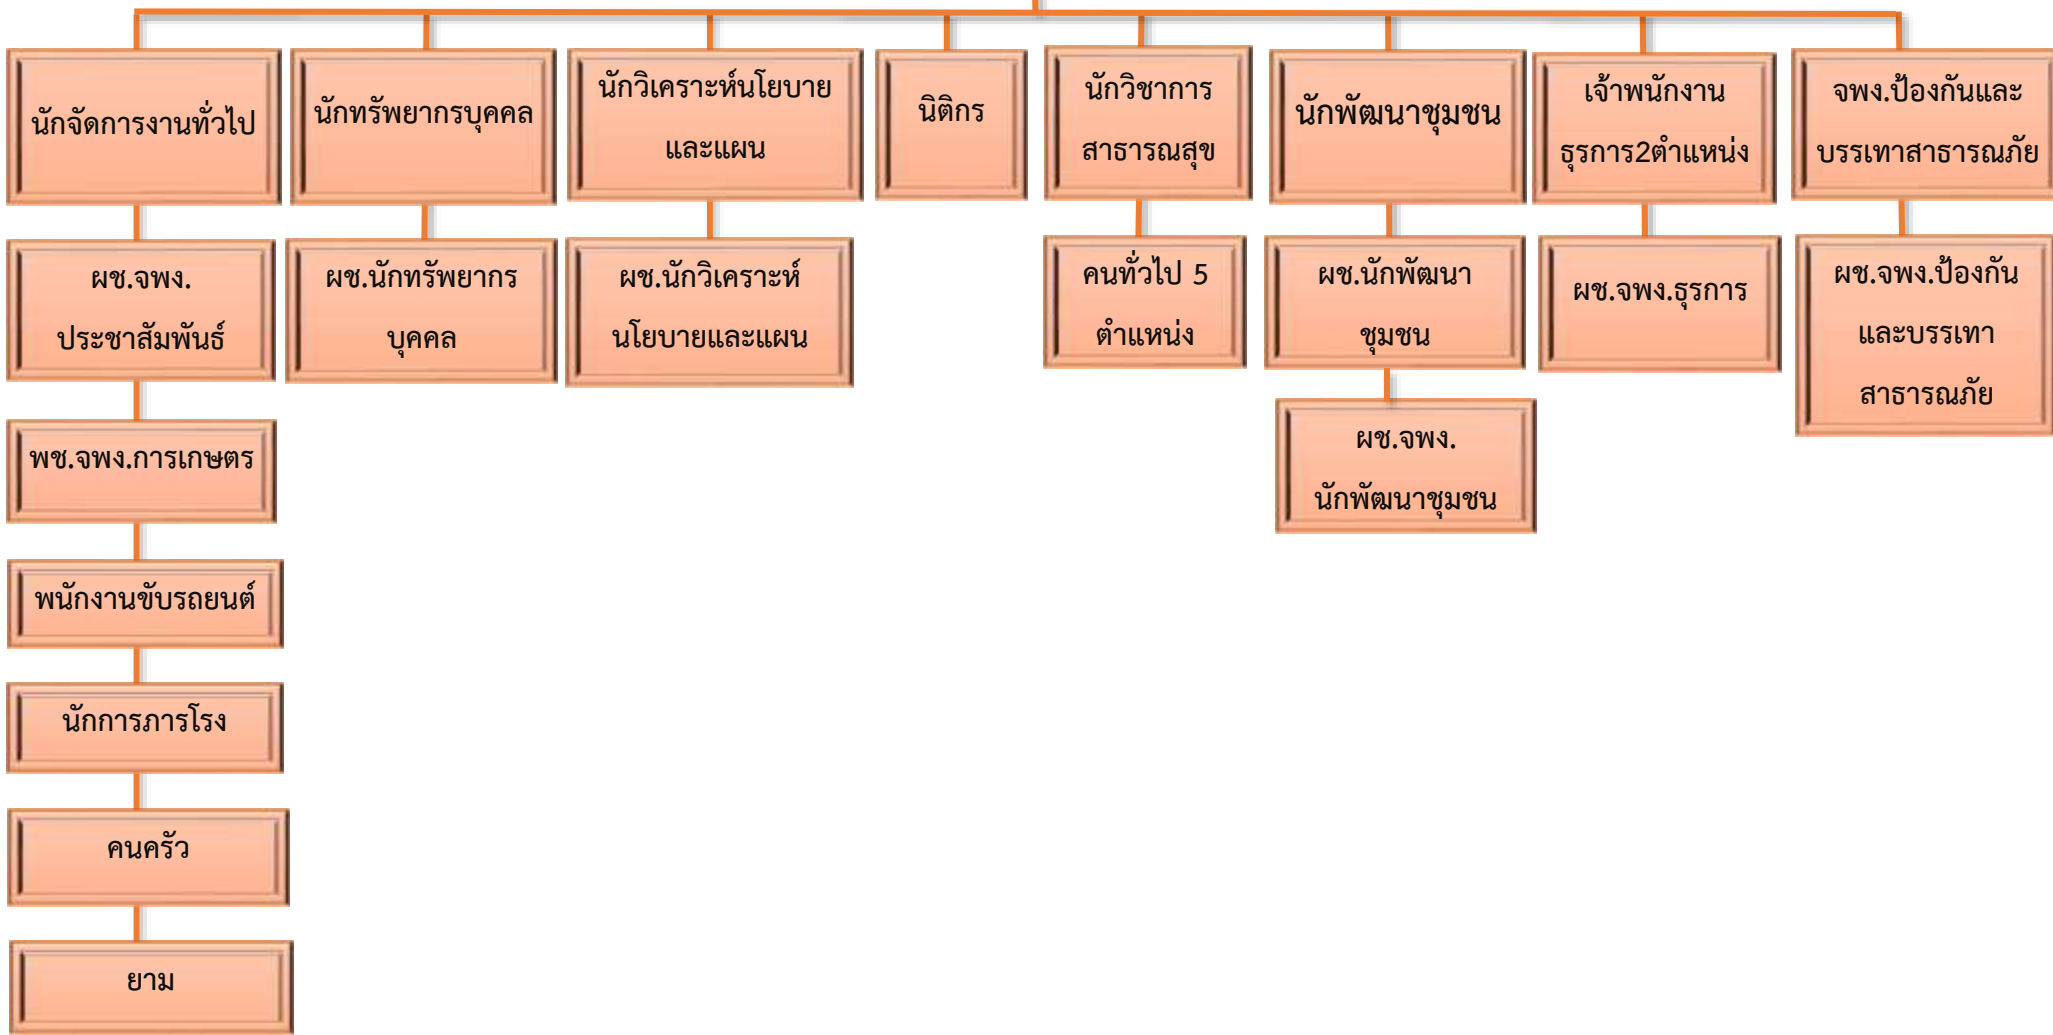 นักจัดการงานทั่วไป
นักทรัพยากรบุคคล
นักวิเคราะห์นโยบาย
และแผน
นิติกร
นักวิชาการ
สาธารณสุข
นักพัฒนาชุมชน
เจ้าพนักงาน
ธุรการ2ตำแหน่ง
จพง.ป้องกันและ
บรรเทาสาธารณภัย
ผช.จพง.
ประชาสัมพันธ์
ผช.นักทรัพยากร
บุคคล
ผช.นักวิเคราะห์
นโยบายและแผน
คนทั่วไป 5
ตำแหน่ง
ผช.นักพัฒนา
ชุมชน
ผช.จพง.ธุรการ
ผช.จพง.ป้องกัน
และบรรเทา
สาธารณภัย
พช.จพง.การเกษตร
ผช.จพง.
นักพัฒนาชุมชน
พนักงานขับรถยนต์
นักการภารโรง
คนครัว
ยาม